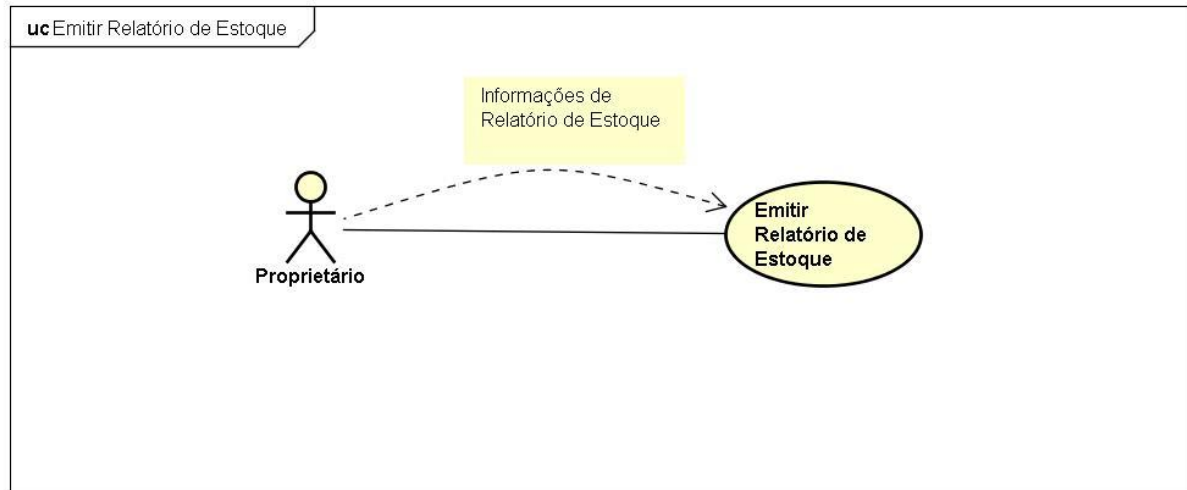 uc Emitir Relatório de Estoque
Informações de
Relatório de Estoque
Emitir
Relatório de
Estoque
Proprietário